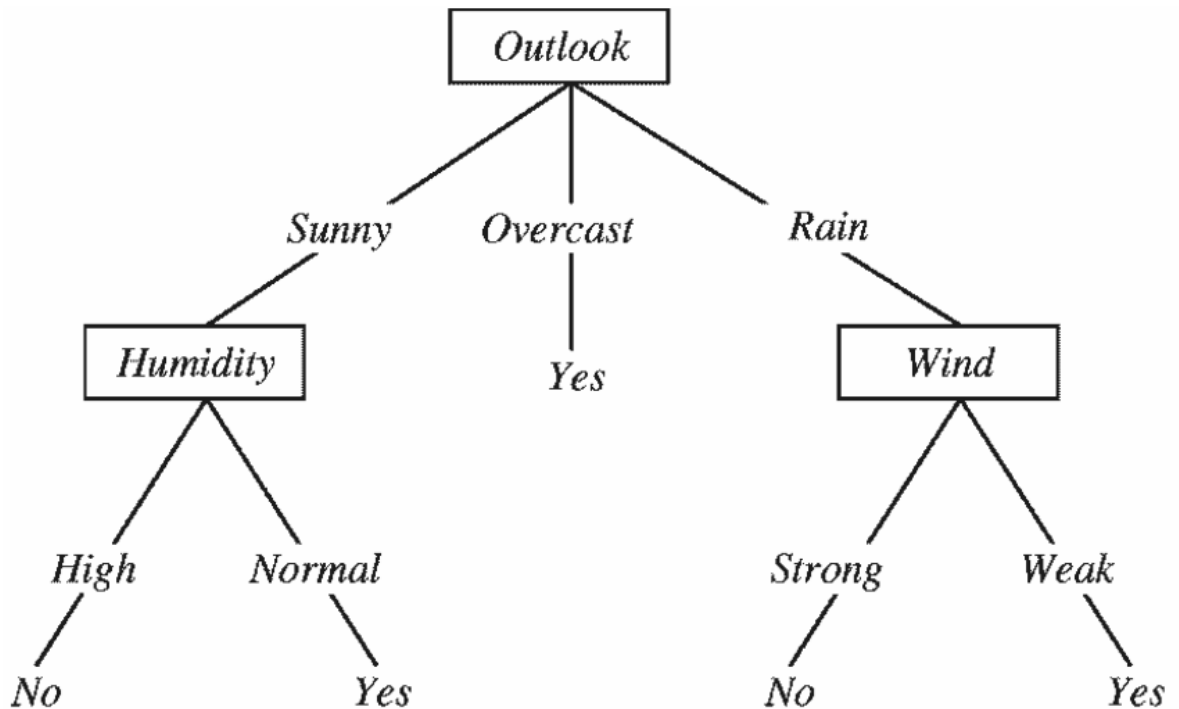 Outlook
Sunny Overcast Rain
Humidity Yes Wind
High Normal Strong Weak
No Yes No Yes